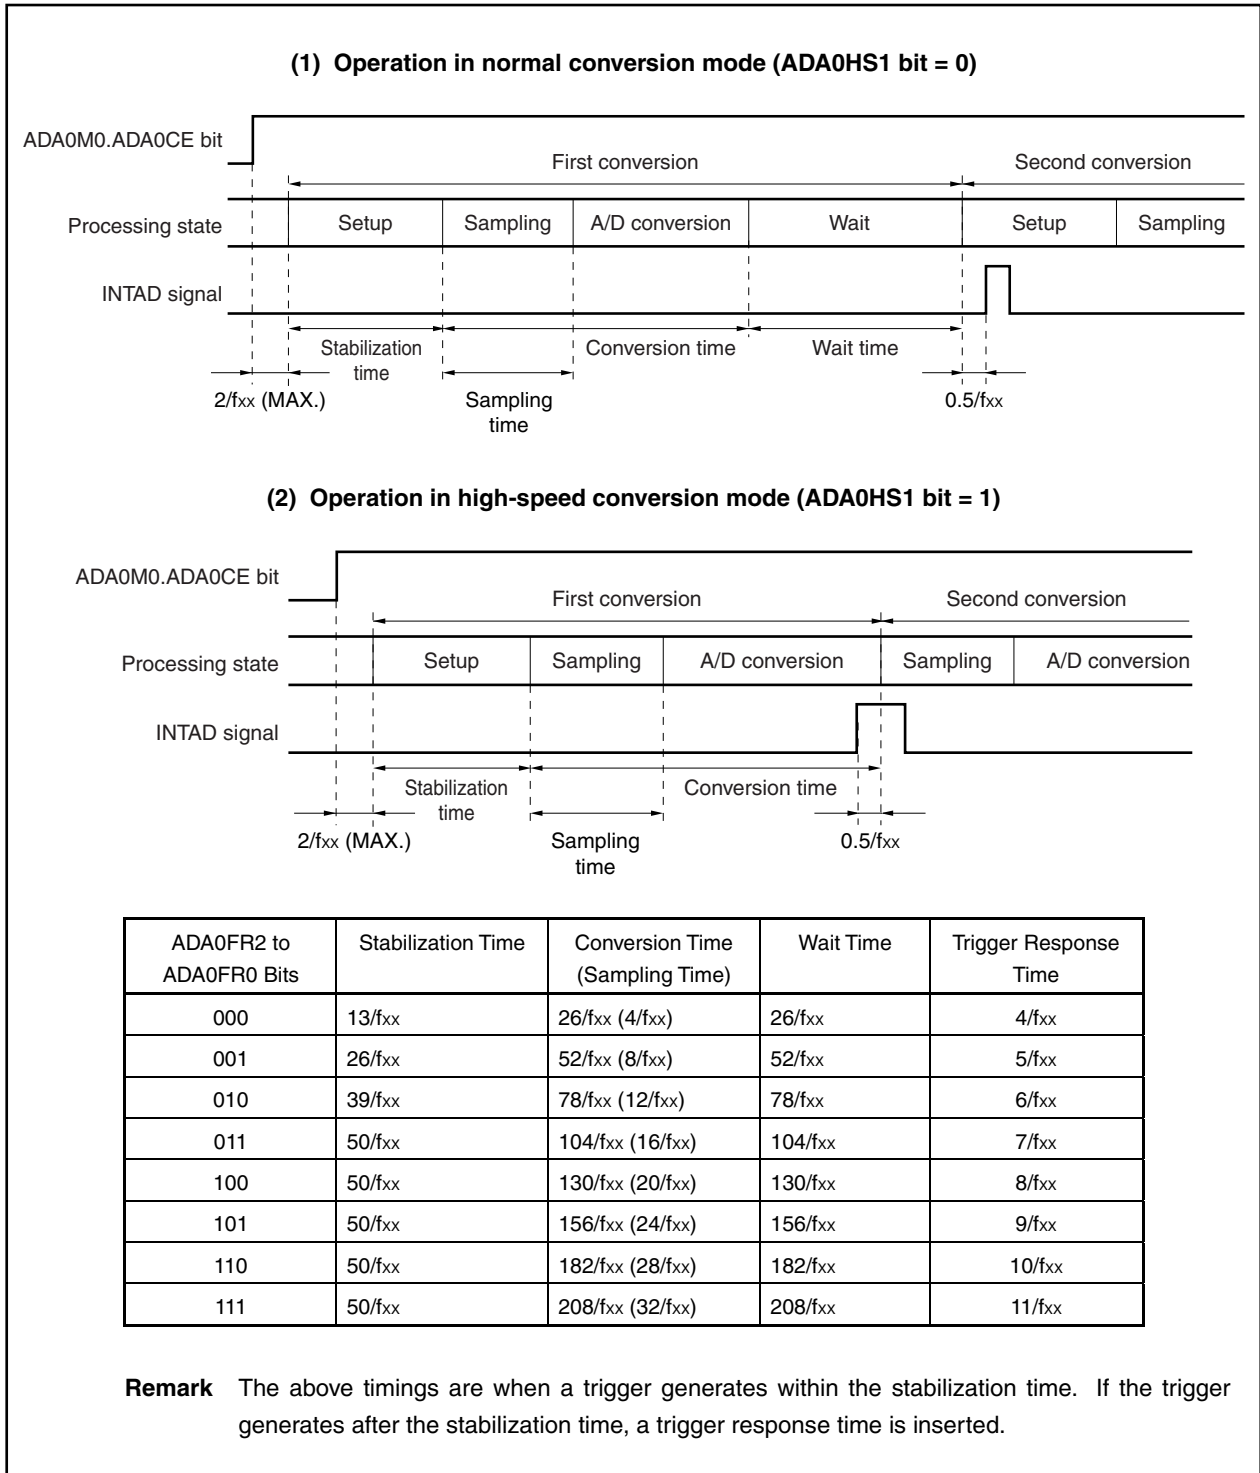 (1) Operation in normal conversion mode (ADA0HS1 bit = 0)
ADA0M0.ADA0CE bit
First conversion
Second conversion
Processing state
Setup
Sampling
A/D conversion
Wait
Setup
Sampling
INTAD signal
Stabilization
time
Conversion time
Wait time
2/fxx (MAX.)
Sampling
time
0.5/fxx
(2) Operation in high-speed conversion mode (ADA0HS1 bit = 1)
ADA0M0.ADA0CE bit
First conversion
Second conversion
Processing state
Setup
Sampling
A/D conversion
Sampling
A/D conversion
INTAD signal
Stabilization
time
Conversion time
2/fxx (MAX.)
Sampling
time
0.5/fxx
ADA0FR2 to
ADA0FR0 Bits
Stabilization Time
Conversion Time
(Sampling Time)
Wait Time
Trigger Response
Time
000 13/fxx 26/fxx (4/fxx) 26/fxx 4/fxx
001 26/fxx 52/fxx (8/fxx) 52/fxx 5/fxx
010 39/fxx 78/fxx (12/fxx) 78/fxx 6/fxx
011 50/fxx 104/fxx (16/fxx) 104/fxx 7/fxx
100 50/fxx 130/fxx (20/fxx) 130/fxx 8/fxx
101 50/fxx 156/fxx (24/fxx) 156/fxx 9/fxx
110 50/fxx 182/fxx (28/fxx) 182/fxx 10/fxx
111 50/fxx 208/fxx (32/fxx) 208/fxx 11/fxx
Remark The above timings are when a trigger generates within the stabilization time. If the trigger
generates after the stabilization time, a trigger response time is inserted.